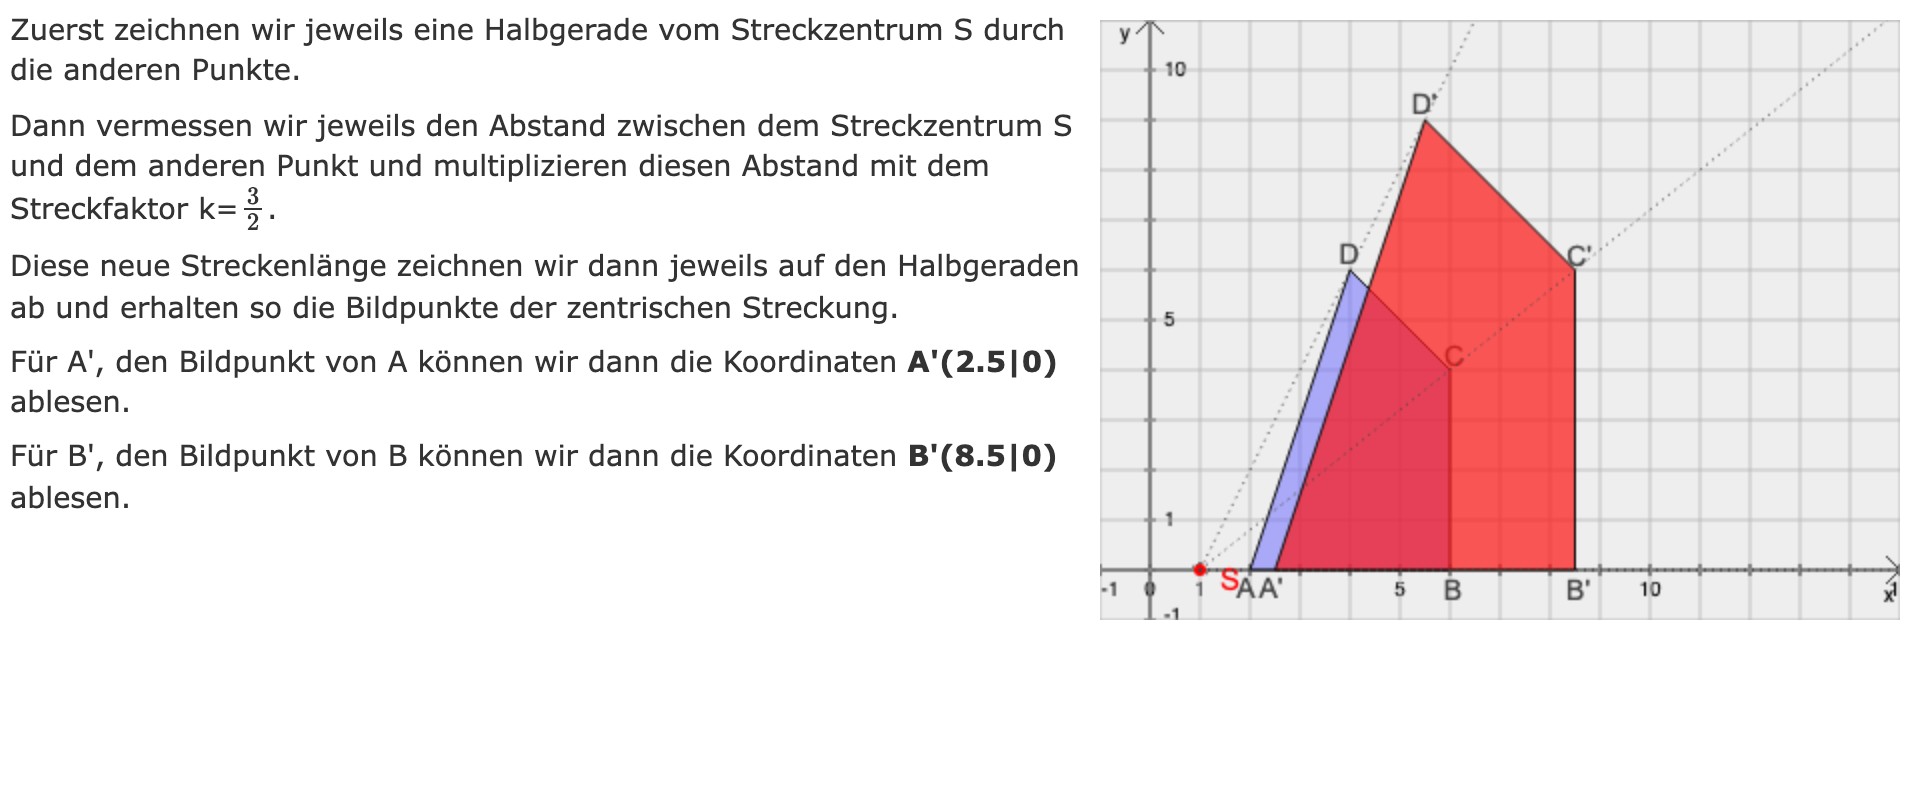 Zuerst zeichnen wir jeweils eine Halbgerade vom Streckzentrum S durch
die anderen Punkte.
Dann vermessen wir jeweils den Abstand zwischen dem Streckzentrum S
und dem anderen Punkt und multiplizieren diesen Abstand mit dem
Streckfaktor k=3/2.
Diese neue Streckenlänge zeichnen wir dann jeweils auf den Halbgeraden
ab und erhalten so die Bildpunkte der zentrischen Streckung.
Für A', den Bildpunkt von A können wir dann die Koordinaten A'(2.5|0)
ablesen.
Für B', den Bildpunkt von B können wir dann die Koordinaten B'(8.5|0)
ablesen.
y
10
D'
D
C'
5
C
1
S A A' B B'
-1 0 1 5 10 x
-1